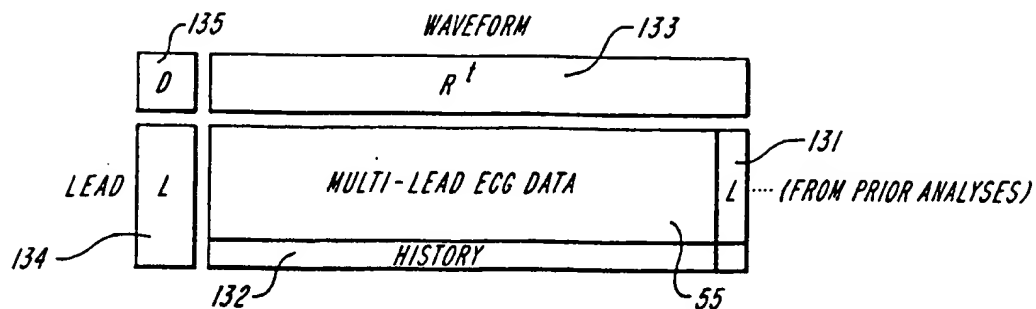 135 WAVEFORM 133
D R t
131
LEAD L MULTI-LEAD ECG DATA L .... (FROM PRIOR ANALYSES)
134 HISTORY
132 55